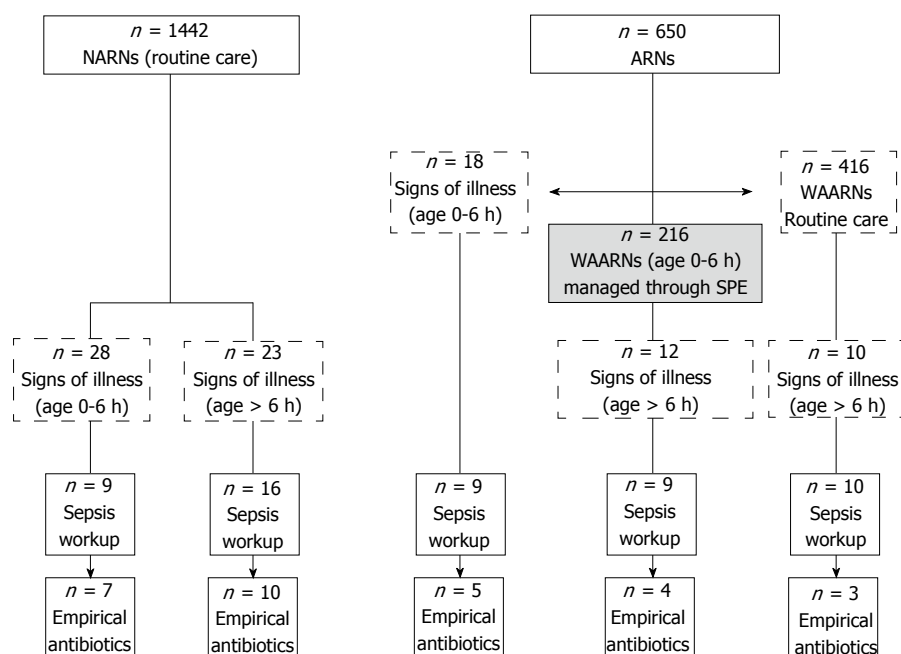 n = 1442
NARNs (routine care)
n = 650
ARNs
n = 18
Signs of illness
(age 0-6 h)
n = 416
WAARNs
Routine care
n = 216
WAARNs (age 0-6 h)
managed through SPE
n = 28
Signs of illness
(age 0-6 h)
n = 23
Signs of illness
(age > 6 h)
n = 12
Signs of illness
(age > 6 h)
n = 10
Signs of illness
(age > 6 h)
n = 9
Sepsis
workup
n = 16
Sepsis
workup
n = 9
Sepsis
workup
n = 9
Sepsis
workup
n = 10
Sepsis
workup
n = 7
Empirical
antibiotics
n = 10
Empirical
antibiotics
n = 5
Empirical
antibiotics
n = 4
Empirical
antibiotics
n = 3
Empirical
antibiotics